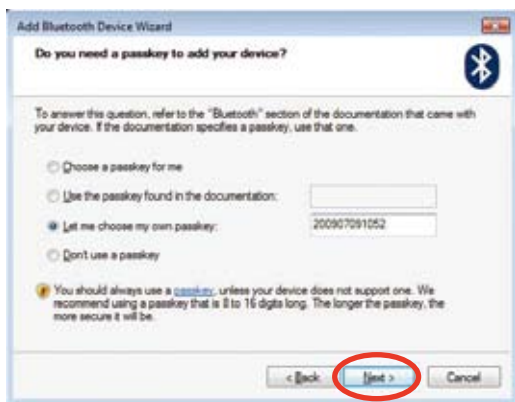 Add Bluetooth Device Wizard
Do you need a passkey to add your device?
To answer this question, refer to the "Bluetooth" section of the documentation that came with
your device. If the documentation specifies a passkey, use that one.
Choose a passkey for me
Use the passkey found in the documentation:
Let me choose my own passkey:
200907091052
Don't use a passkey
You should always use a passkey, unless your device does not support one. We
recommend using a passkey that is 8 to 16 digits long. The longer the passkey, the
more secure it will be.
< Back
Next >
Cancel